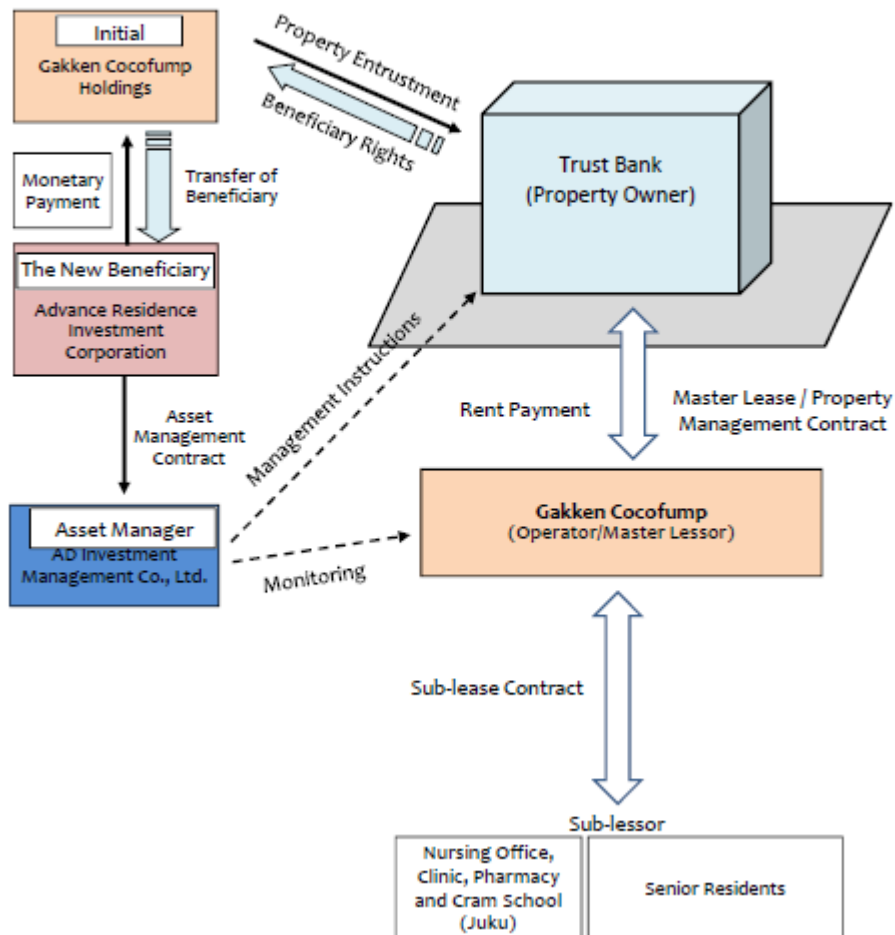 Initial
Gakken Cocofump
Holdings
Property Entrustment
Beneficiary Rights
Trust Bank
(Property Owner)
Monetary
Payment
Transfer of
Beneficiary
The New Beneficiary
Advance Residence
Investment
Corporation
Management Instructions
Asset
Management
Contract
Rent Payment
Master Lease / Property
Management Contract
Asset Manager
AD Investment
Management Co., Ltd.
Monitoring
Gakken Cocofump
(Operator/Master Lessor)
Sub-lease Contract
Sub-lessor
Nursing Office,
Clinic, Pharmacy
and Cram School
(Juku)
Senior Residents